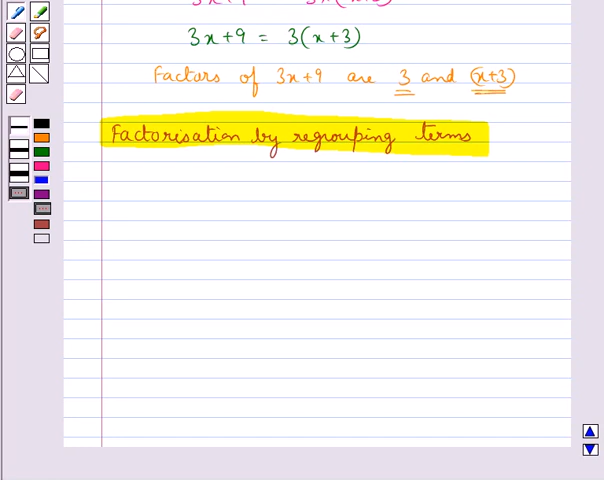 3x+9 = 3(x+3)
Factors of 3x+9 are 3 and (x+3)
Factorisation by regrouping terms